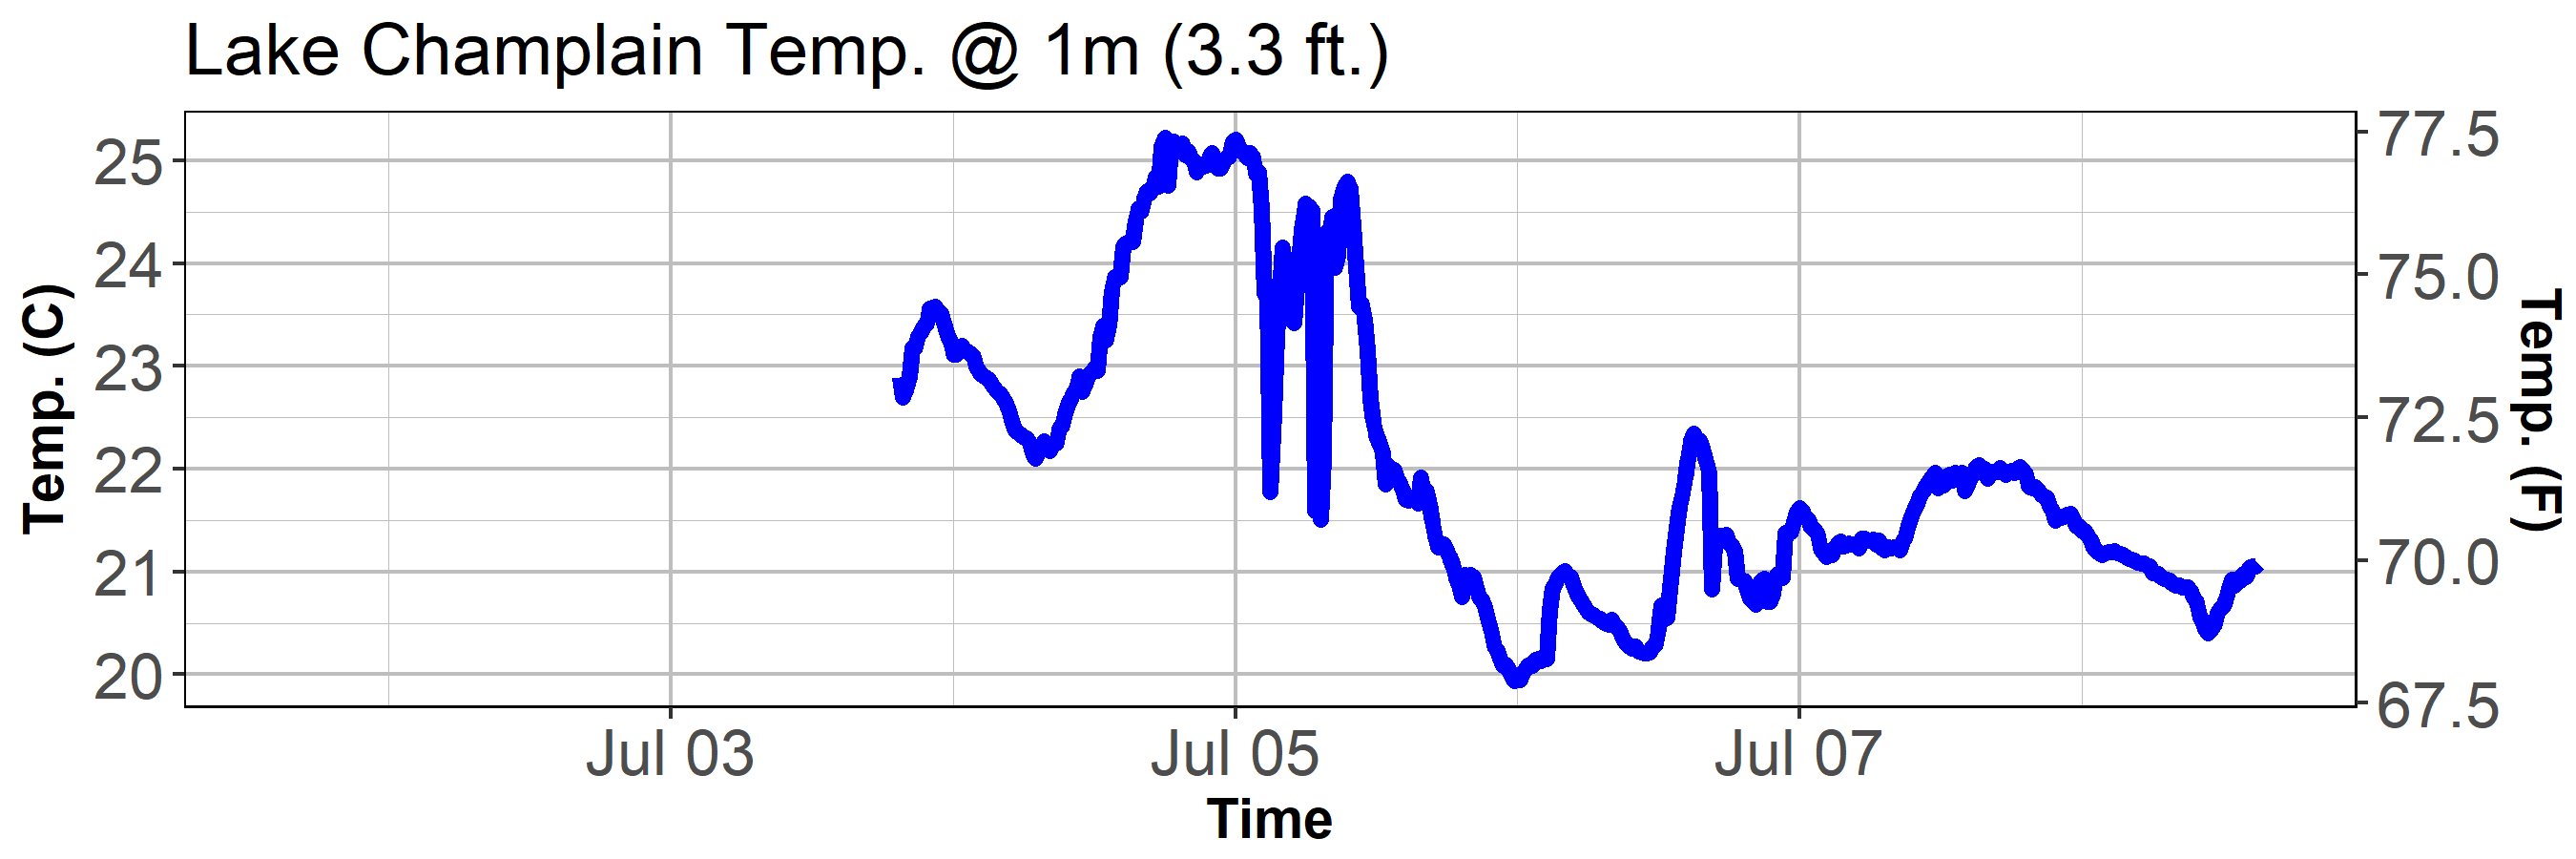 Lake Champlain Temp. @ 1m (3.3 ft.)
25
24
23
22
21
20
Temp. (C)
77.5
75.0
72.5
70.0
67.5
Temp. (F)
Jul 03
Jul 05
Jul 07
Time